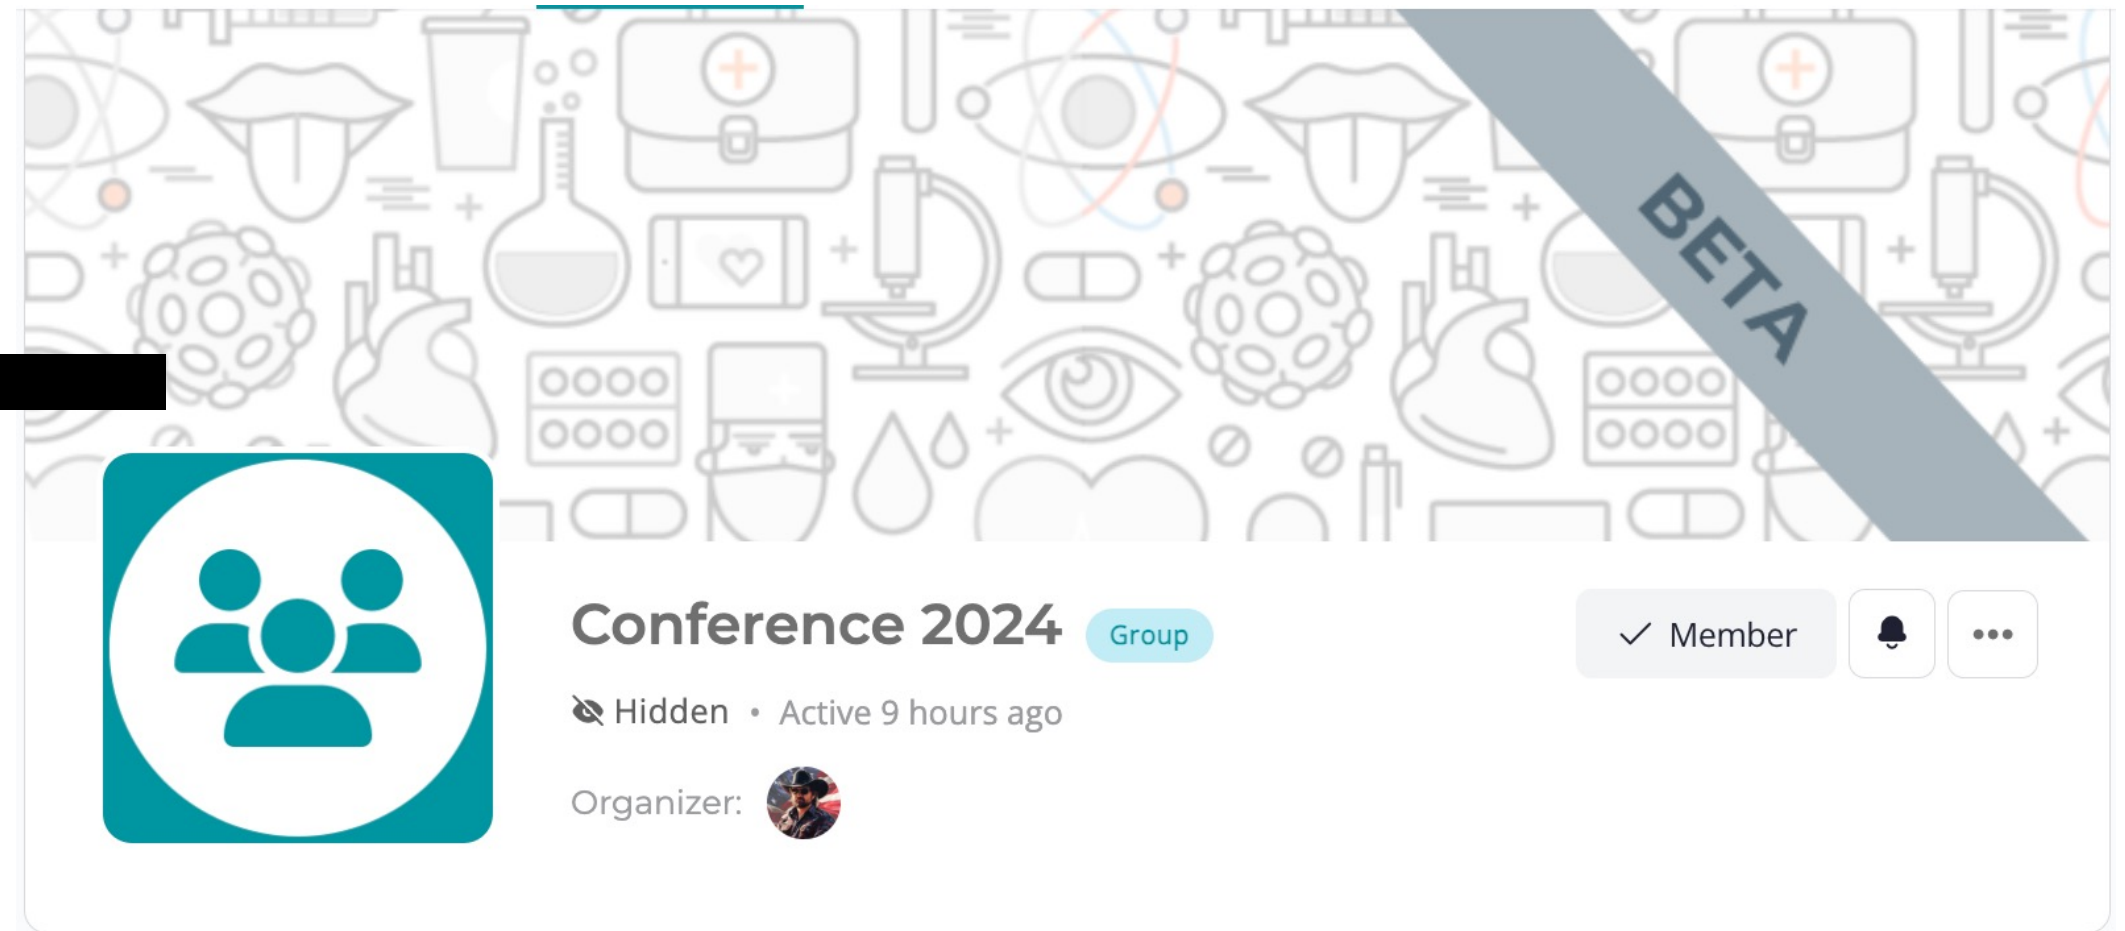 BETA
Conference 2024 Group
Member
Hidden • Active 9 hours ago
Organizer: